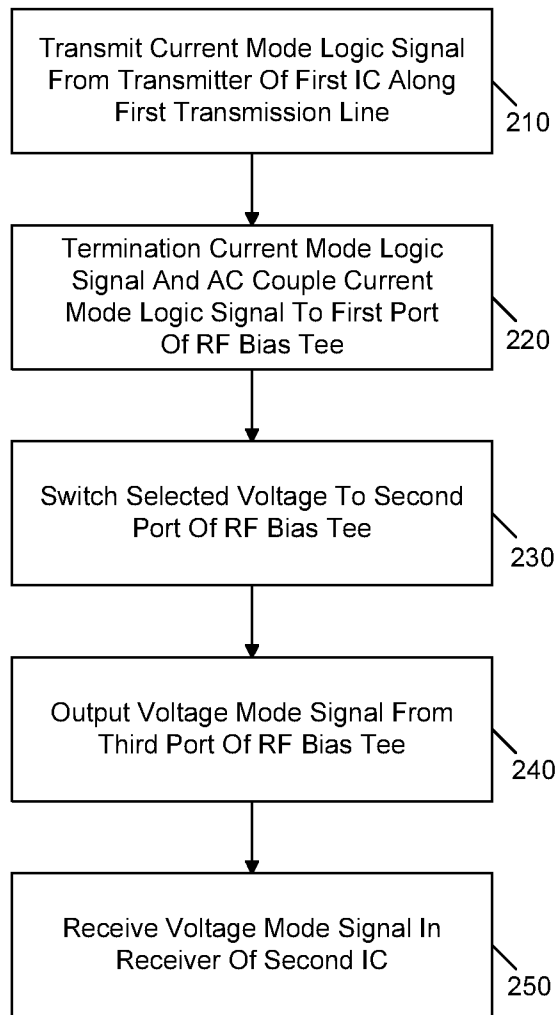 Transmit Current Mode Logic Signal
From Transmitter Of First IC Along
First Transmission Line
210
Termination Current Mode Logic
Signal And AC Couple Current
Mode Logic Signal To First Port
Of RF Bias Tee
220
Switch Selected Voltage To Second
Port Of RF Bias Tee
230
Output Voltage Mode Signal From
Third Port Of RF Bias Tee
240
Receive Voltage Mode Signal In
Receiver Of Second IC
250